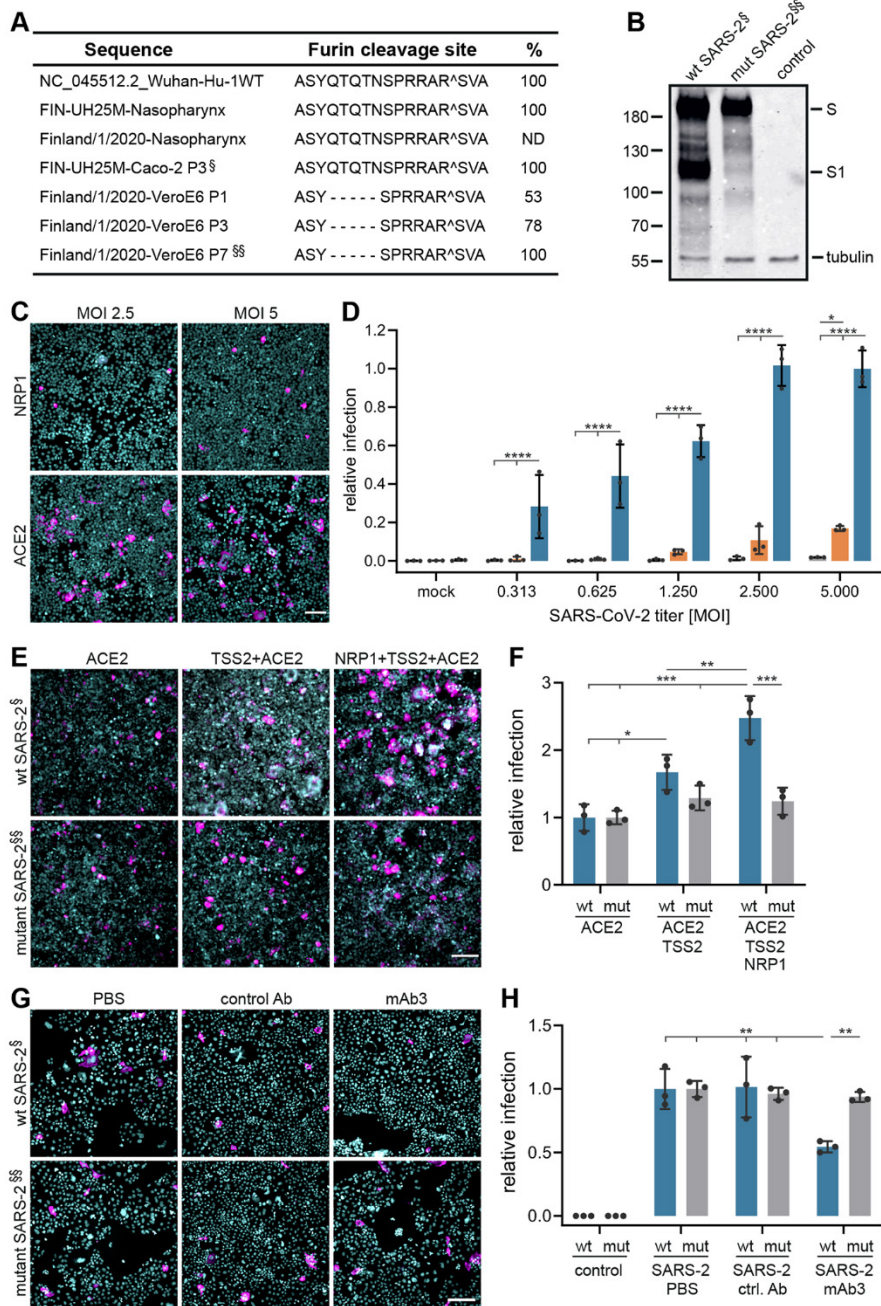 A
Sequence Furin cleavage site %
NC_045512.2_Wuhan-Hu-1WT ASYQTQTNSPRRAR^SVA 100
FIN-UH25M-Nasopharynx ASYQTQTNSPRRAR^SVA 100
Finland/1/2020-Nasopharynx ASYQTQTNSPRRAR^SVA ND
FIN-UH25M-Caco-2 P3§ ASYQTQTNSPRRAR^SVA 100
Finland/1/2020-VeroE6 P1 ASY - - - - - SPRRAR^SVA 53
Finland/1/2020-VeroE6 P3 ASY - - - - - SPRRAR^SVA 78
Finland/1/2020-VeroE6 P7 §§ ASY - - - - - SPRRAR^SVA 100
B
wt SARS-2§ mut SARS-2§§ control
180
130
100
70
55
S
S1
tubulin
C
MOI 2.5 MOI 5
NRP1
ACE2
D
relative infection
1.2
1.0
0.8
0.6
0.4
0.2
0.0
**** **** **** **** * ****
mock 0.313 0.625 1.250 2.500 5.000
SARS-CoV-2 titer [MOI]
E
ACE2 TSS2+ACE2 NRP1+TSS2+ACE2
wt SARS-2§
mutant SARS-2§§
F
relative infection
3
2
1
0
**
*** ***
*
wt mut wt mut wt mut
ACE2 ACE2 ACE2
TSS2 TSS2
NRP1
G
PBS control Ab mAb3
wt SARS-2§
mutant SARS-2§§
H
relative infection
1.5
1.0
0.5
0.0
** **
wt mut wt mut wt mut wt mut
control SARS-2 SARS-2 SARS-2
PBS ctrl. Ab mAb3